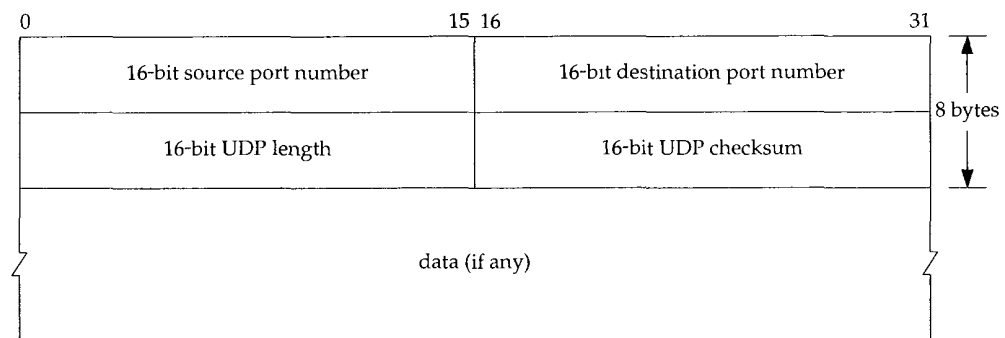 0 15 16 31
16-bit source port number 16-bit destination port number
8 bytes
16-bit UDP length 16-bit UDP checksum
data (if any)